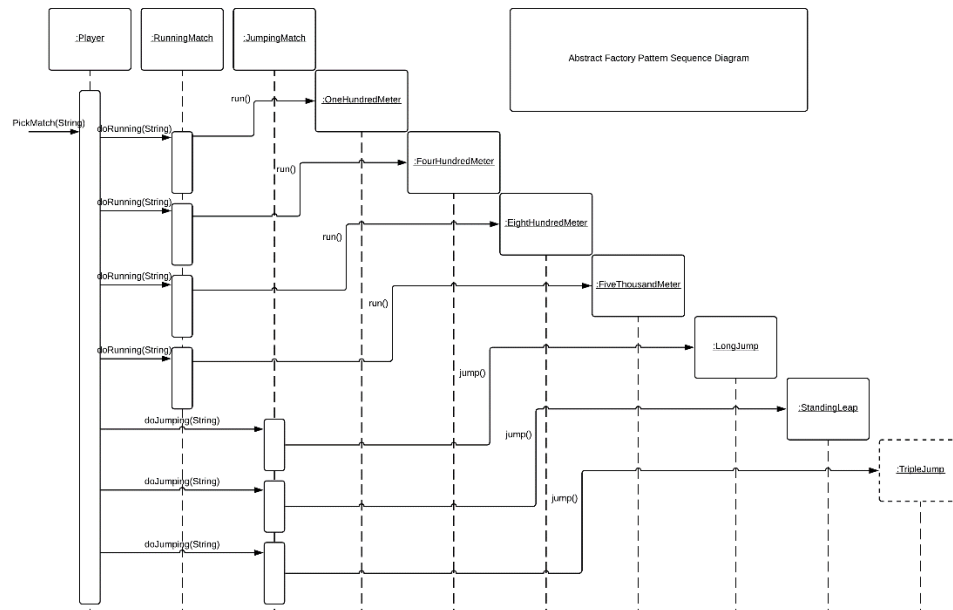 :Player
:RunningMatch
:JumpingMatch
Abstract Factory Pattern Sequence Diagram
:OneHundredMeter
run()
PickMatch(String)
doRunning(String)
:FourHundredMeter
run()
doRunning(String)
:EightHundredMeter
run()
doRunning(String)
:FiveThousandMeter
run()
doRunning(String)
:LongJump
jump()
:StandingLeap
doJumping(String)
jump()
:TripleJump
doJumping(String)
jump()
doJumping(String)